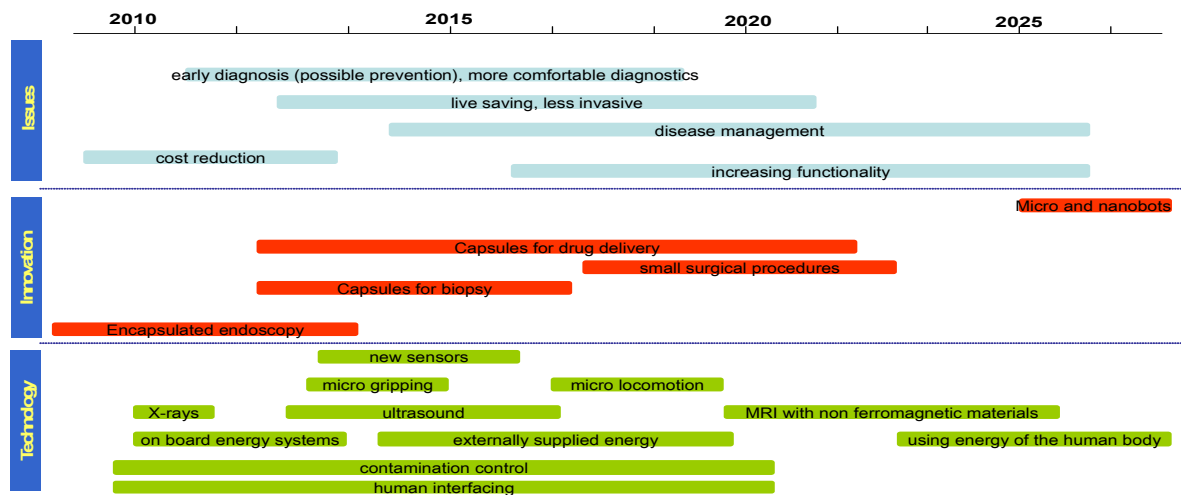 2010 2015 2020 2025
Issues
early diagnosis (possible prevention), more comfortable diagnostics
live saving, less invasive
disease management
cost reduction
increasing functionality
Innovation
Micro and nanobots
Capsules for drug delivery
small surgical procedures
Capsules for biopsy
Encapsulated endoscopy
Technology
new sensors
micro gripping micro locomotion
X-rays ultrasound MRI with non ferromagnetic materials
on board energy systems externally supplied energy using energy of the human body
contamination control
human interfacing